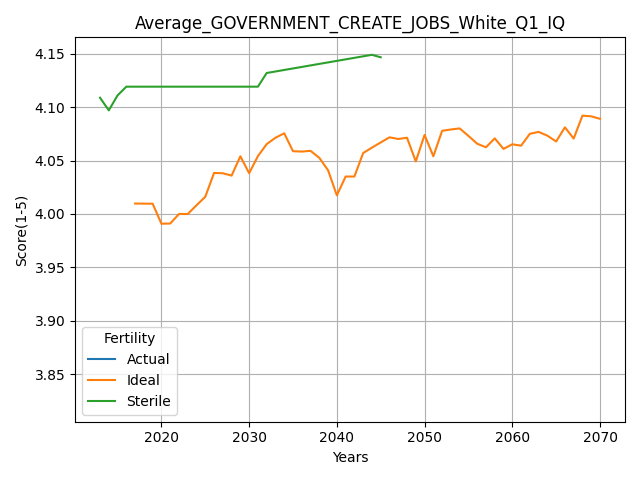 Average_GOVERNMENT_CREATE_JOBS_White_Q1_IQ
Score(1-5)
4.15
4.10
4.05
4.00
3.95
3.90
3.85
Fertility
Actual
Ideal
Sterile
2020 2030 2040 2050 2060 2070
Years